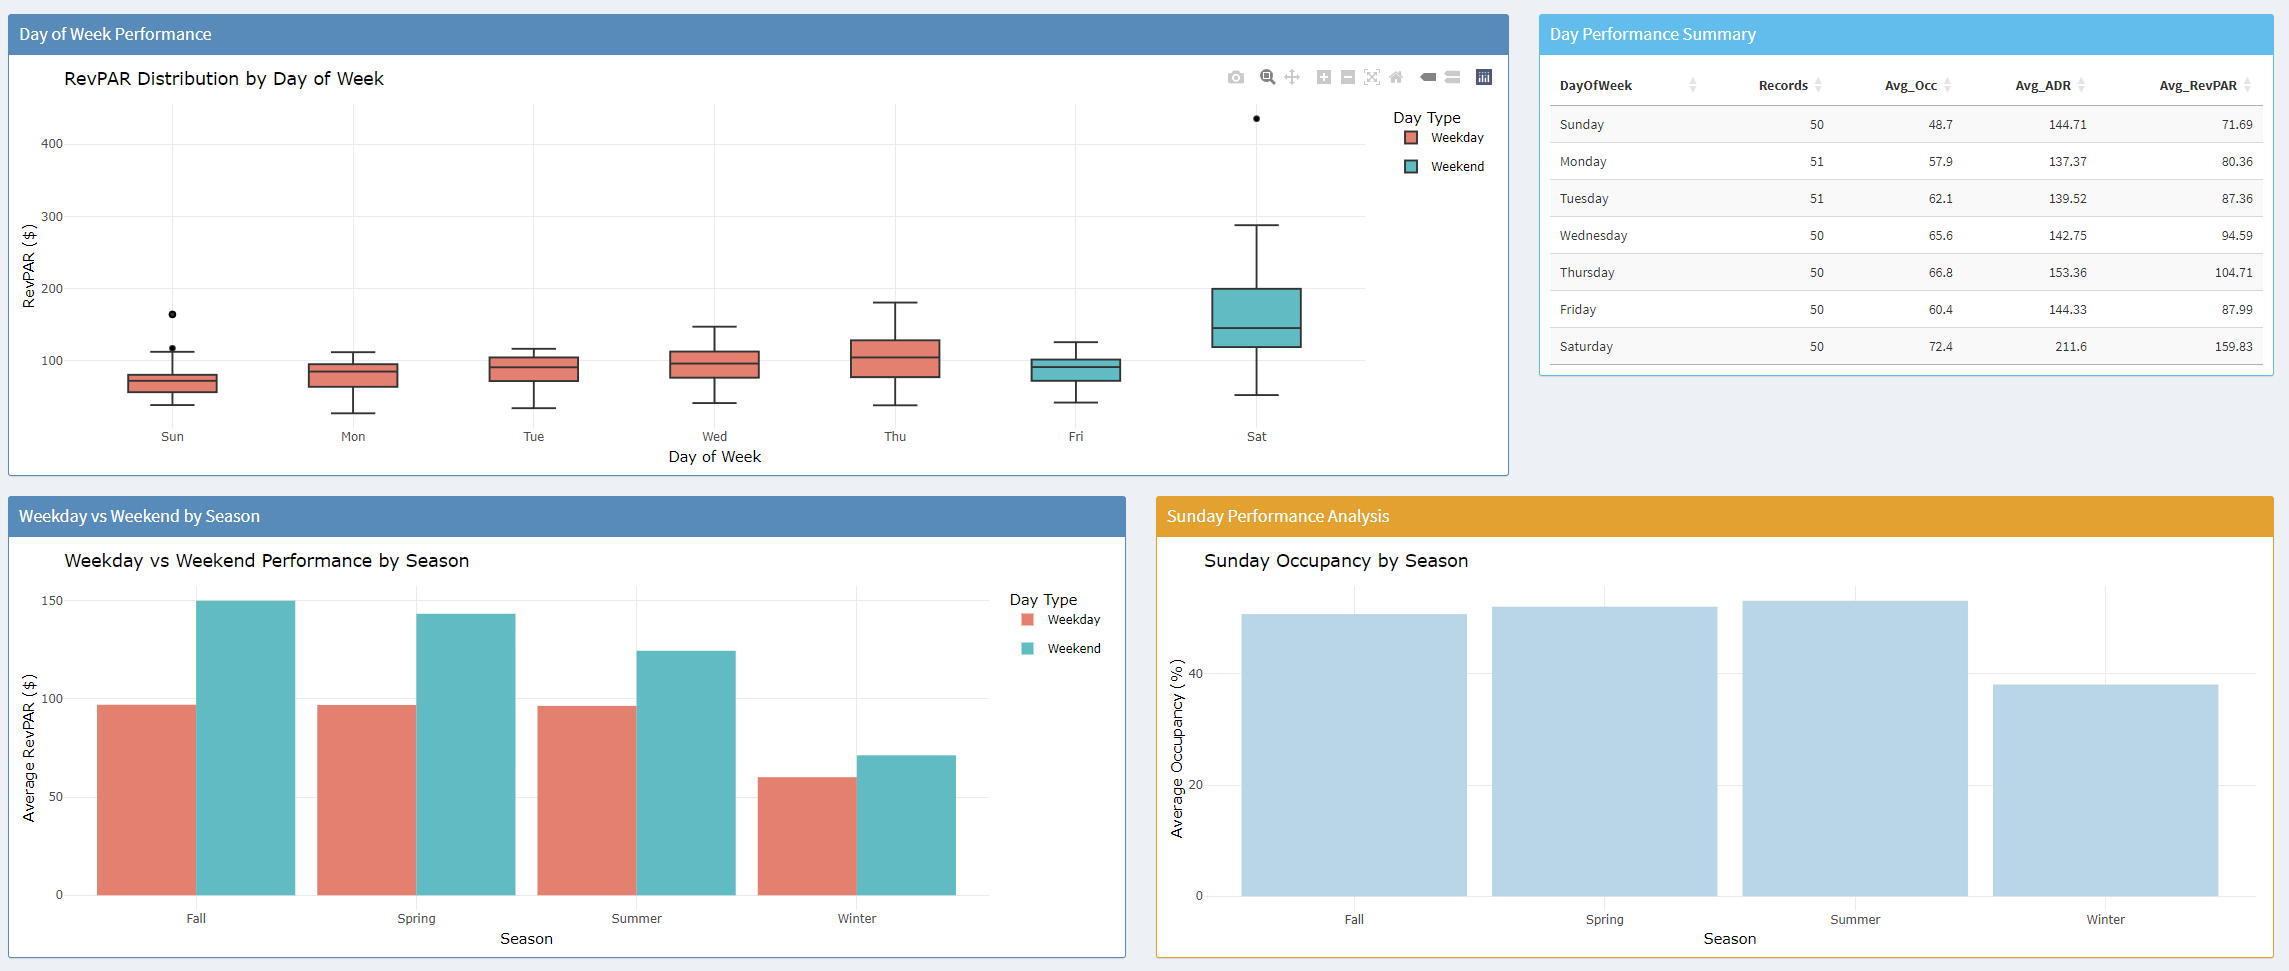 Day of Week Performance
RevPAR Distribution by Day of Week
RevPAR ($)
400
300
200
100
Sun Mon Tue Wed Thu Fri Sat
Day of Week
Day Type
Weekday
Weekend
Day Performance Summary
DayOfWeek Records Avg_Occ Avg_ADR Avg_RevPAR
Sunday 50 48.7 144.71 71.69
Monday 51 57.9 137.37 80.36
Tuesday 51 62.1 139.52 87.36
Wednesday 50 65.6 142.75 94.59
Thursday 50 66.8 153.36 104.71
Friday 50 60.4 144.33 87.99
Saturday 50 72.4 211.6 159.83
Weekday vs Weekend by Season
Weekday vs Weekend Performance by Season
Average RevPAR ($)
150
100
50
0
Fall Spring Summer Winter
Season
Day Type
Weekday
Weekend
Sunday Performance Analysis
Sunday Occupancy by Season
Average Occupancy (%)
40
20
0
Fall Spring Summer Winter
Season